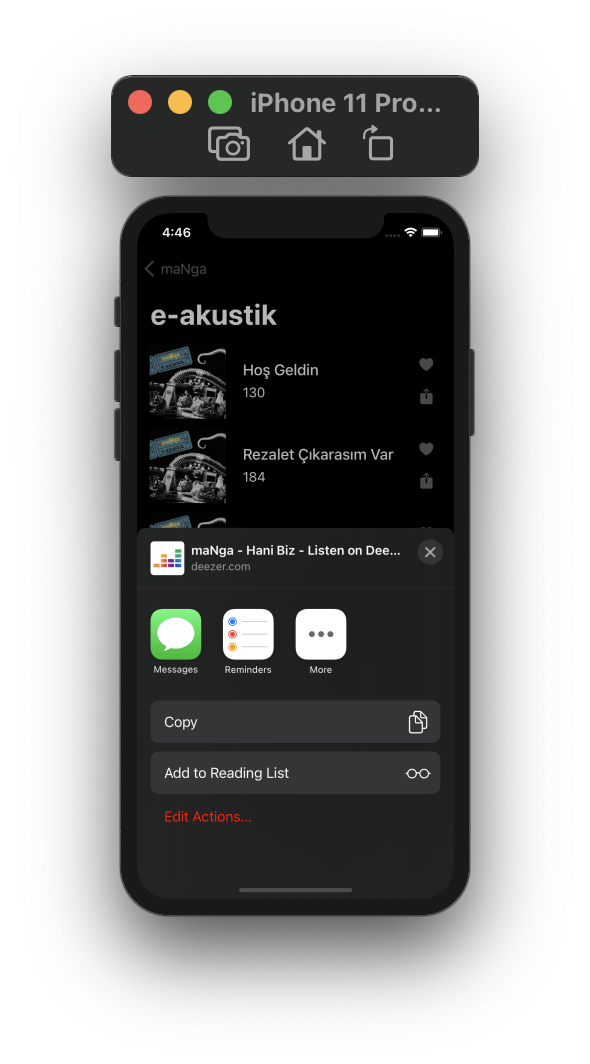 iPhone 11 Pro...
4:46
maNga
e-akustik
Hoş Geldin
130
Rezalet Çıkarasım Var
184
maNga - Hani Biz - Listen on Dee...
deezer.com
Messages
Reminders
More
Copy
Add to Reading List
Edit Actions...